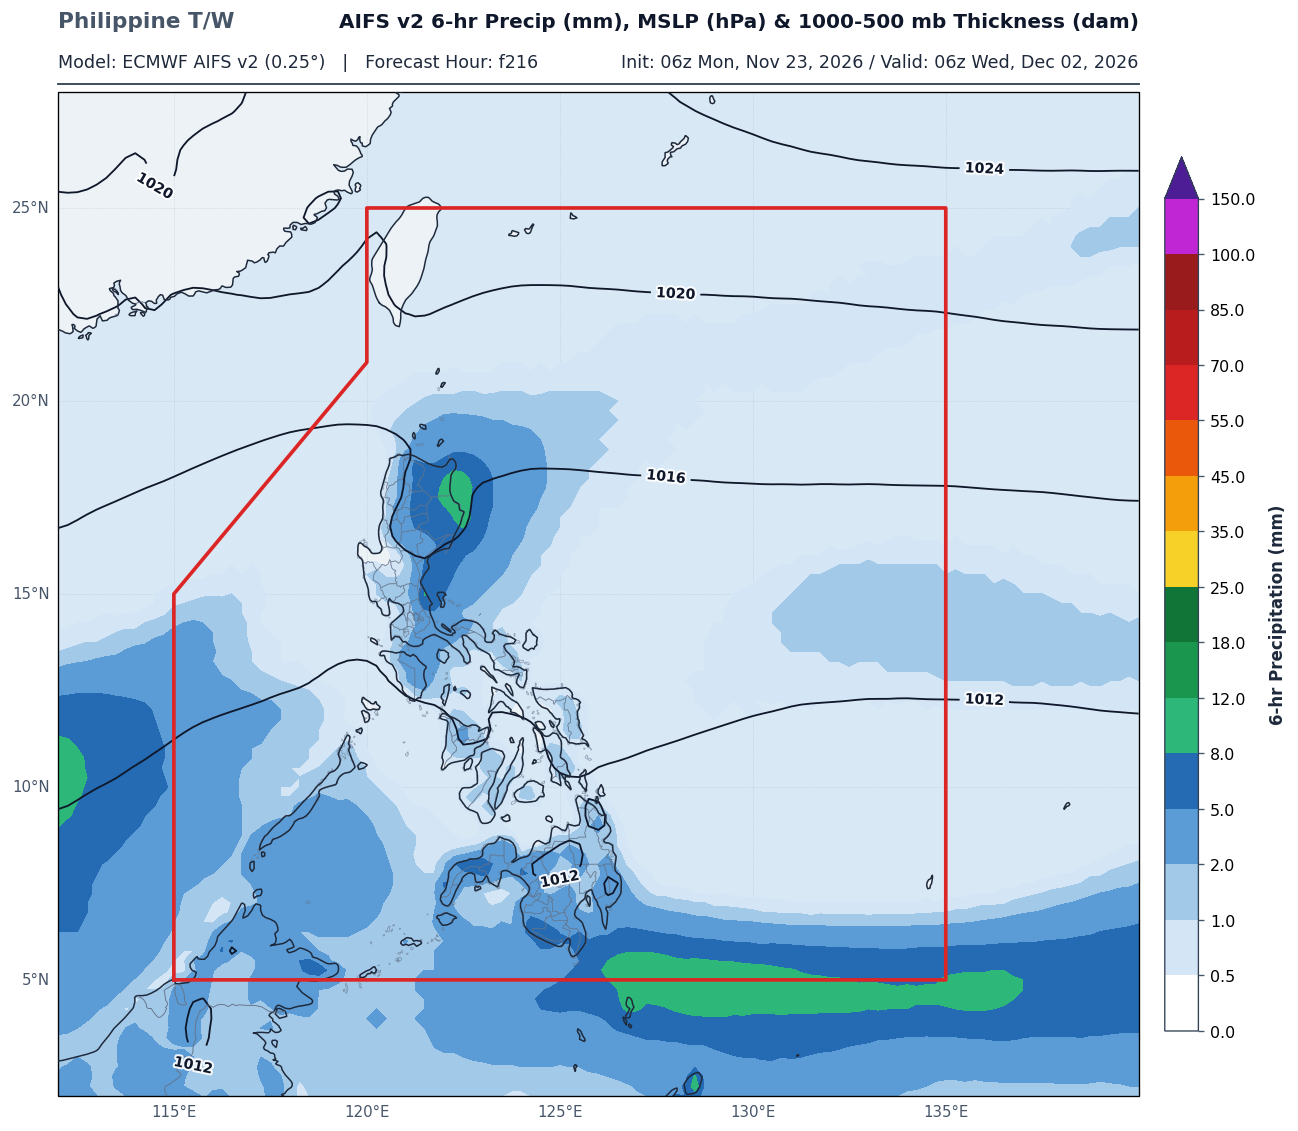 Philippine T/W
AIFS v2 6-hr Precip (mm), MSLP (hPa) & 1000-500 mb Thickness (dam)
Model: ECMWF AIFS v2 (0.25°) | Forecast Hour: f216
Init: 06z Mon, Nov 23, 2026 / Valid: 06z Wed, Dec 02, 2026
1020
1024
1020
1016
1012
1012
1012
25°N
20°N
15°N
10°N
5°N
115°E
120°E
125°E
130°E
135°E
150.0
100.0
85.0
70.0
55.0
45.0
35.0
25.0
18.0
12.0
8.0
5.0
2.0
1.0
0.5
0.0
6-hr Precipitation (mm)